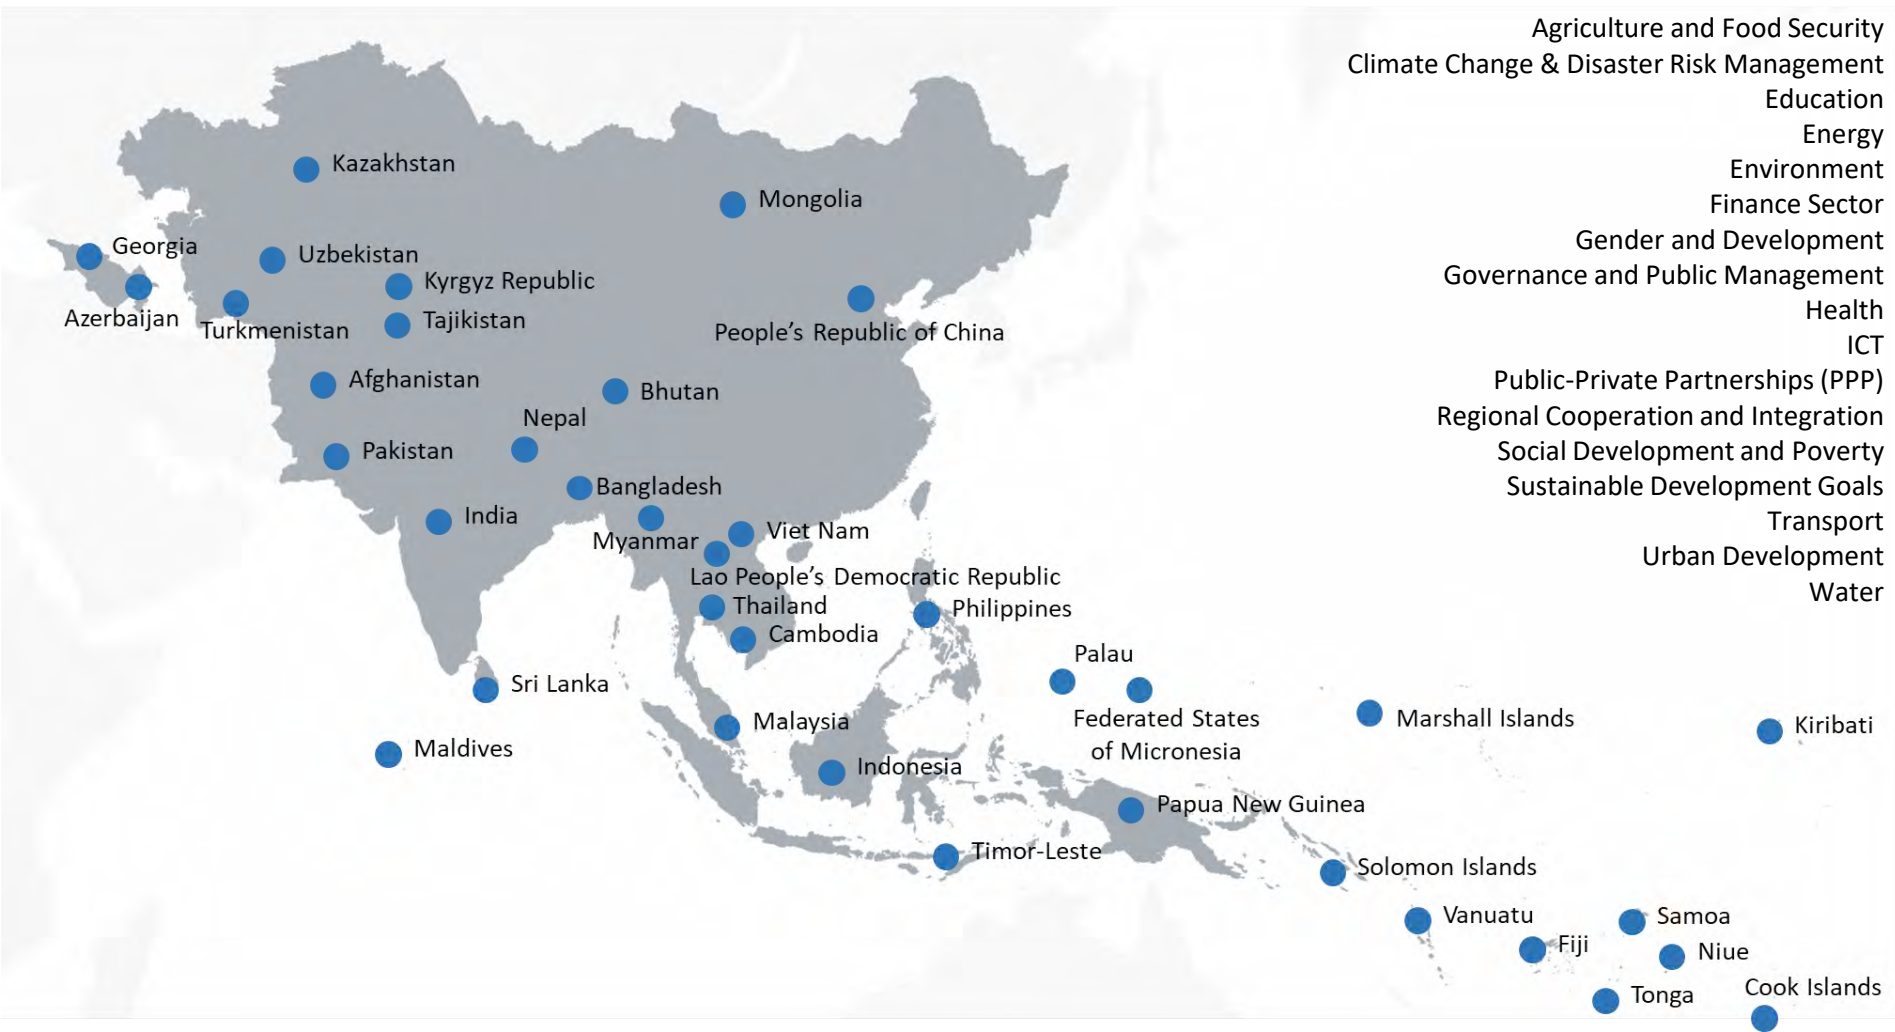 Agriculture and Food Security
Climate Change & Disaster Risk Management
Education
Energy
Environment
Finance Sector
Gender and Development
Governance and Public Management
Health
ICT
Public-Private Partnerships (PPP)
Regional Cooperation and Integration
Social Development and Poverty
Sustainable Development Goals
Transport
Urban Development
Water
Kazakhstan
Mongolia
Georgia
Uzbekistan
Kyrgyz Republic
Azerbaijan
Turkmenistan
Tajikistan
People’s Republic of China
Afghanistan
Bhutan
Nepal
Pakistan
Bangladesh
India
Viet Nam
Myanmar
Lao People’s Democratic Republic
Thailand
Philippines
Cambodia
Palau
Sri Lanka
Federated States
of Micronesia
Marshall Islands
Kiribati
Malaysia
Maldives
Indonesia
Papua New Guinea
Timor-Leste
Solomon Islands
Vanuatu
Samoa
Fiji
Niue
Cook Islands
Tonga